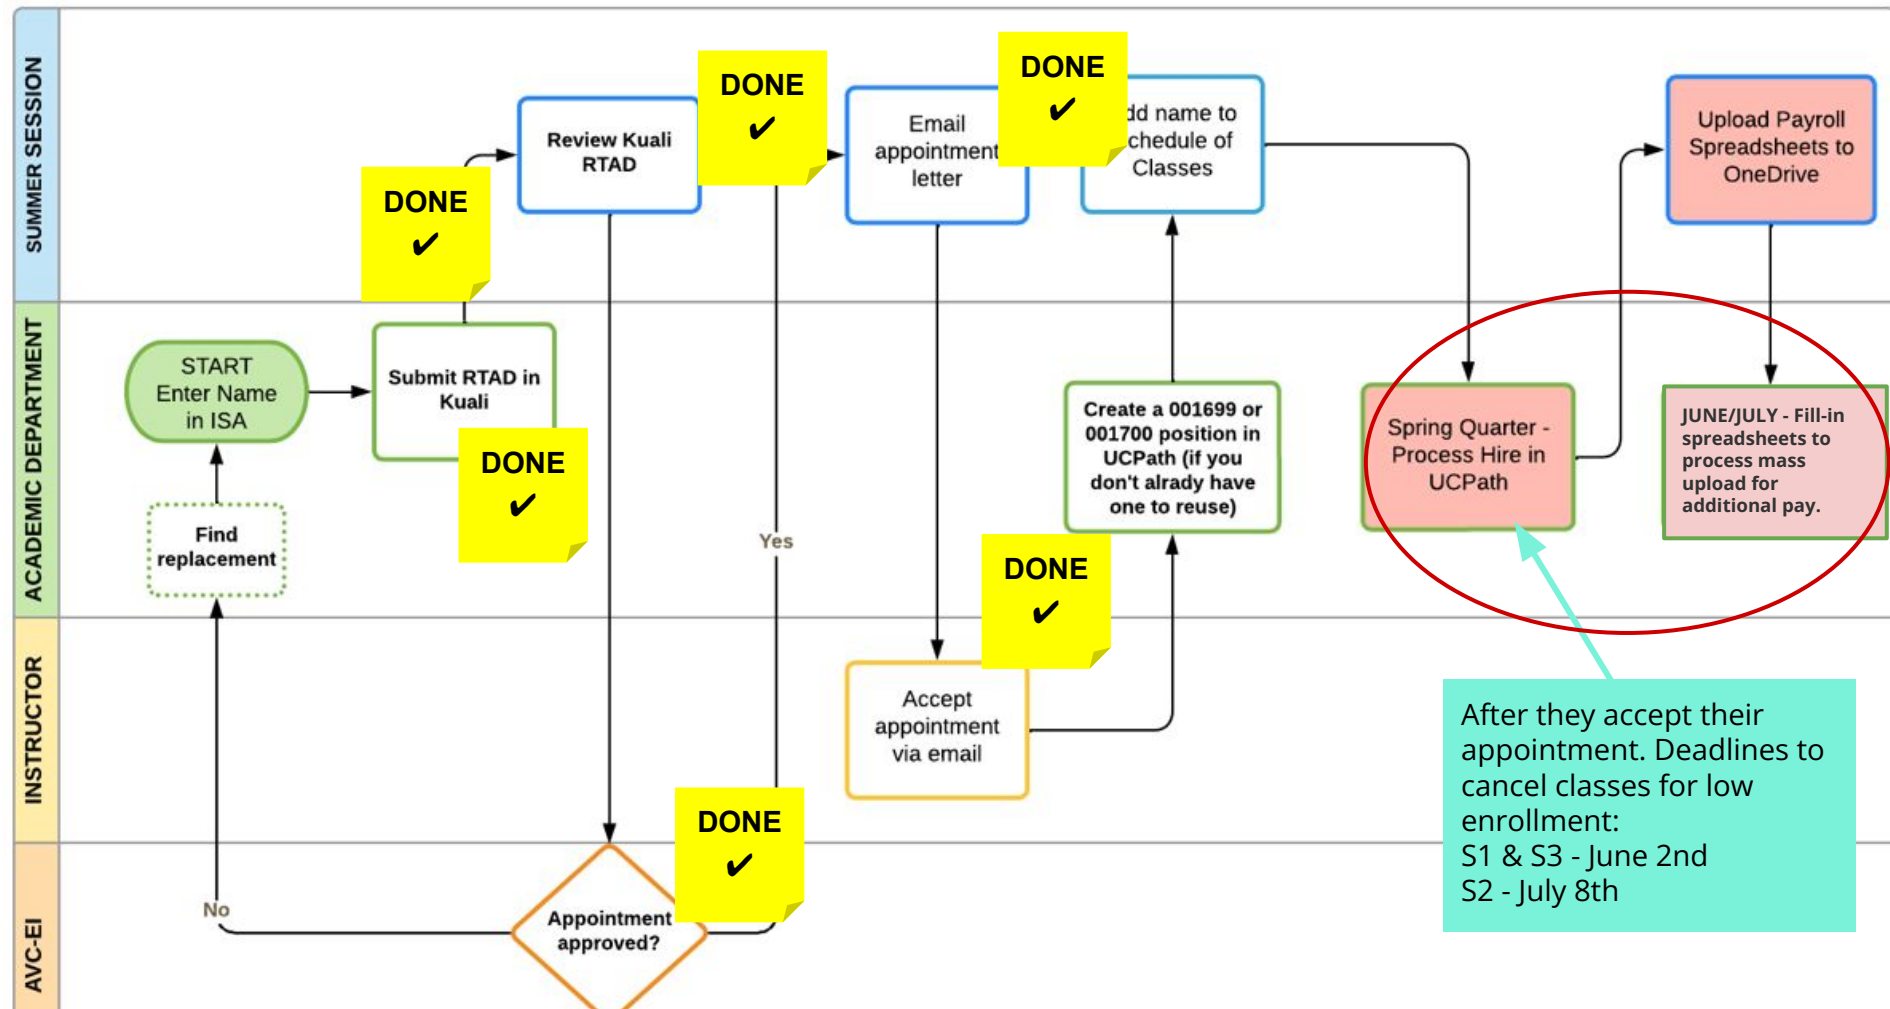 SUMMER SESSION
DONE
✔
Review Kuali
RTAD
DONE
✔
Email
appointment
letter
DONE
✔
dd name to
chedule of
Classes
Upload Payroll
Spreadsheets to
OneDrive
ACADEMIC DEPARTMENT
START
Enter Name
in ISA
Submit RTAD in
Kuali
DONE
✔
Find
replacement
Yes
Create a 001699 or
001700 position in
UCPath (if you
don't alrady have
one to reuse)
Spring Quarter -
Process Hire in
UCPath
JUNE/JULY - Fill-in
spreadsheets to
process mass
upload for
additional pay.
INSTRUCTOR
DONE
✔
Accept
appointment
via email
After they accept their
appointment. Deadlines to
cancel classes for low
enrollment:
S1 & S3 - June 2nd
S2 - July 8th
AVC-EI
No
Appointment
approved?
DONE
✔